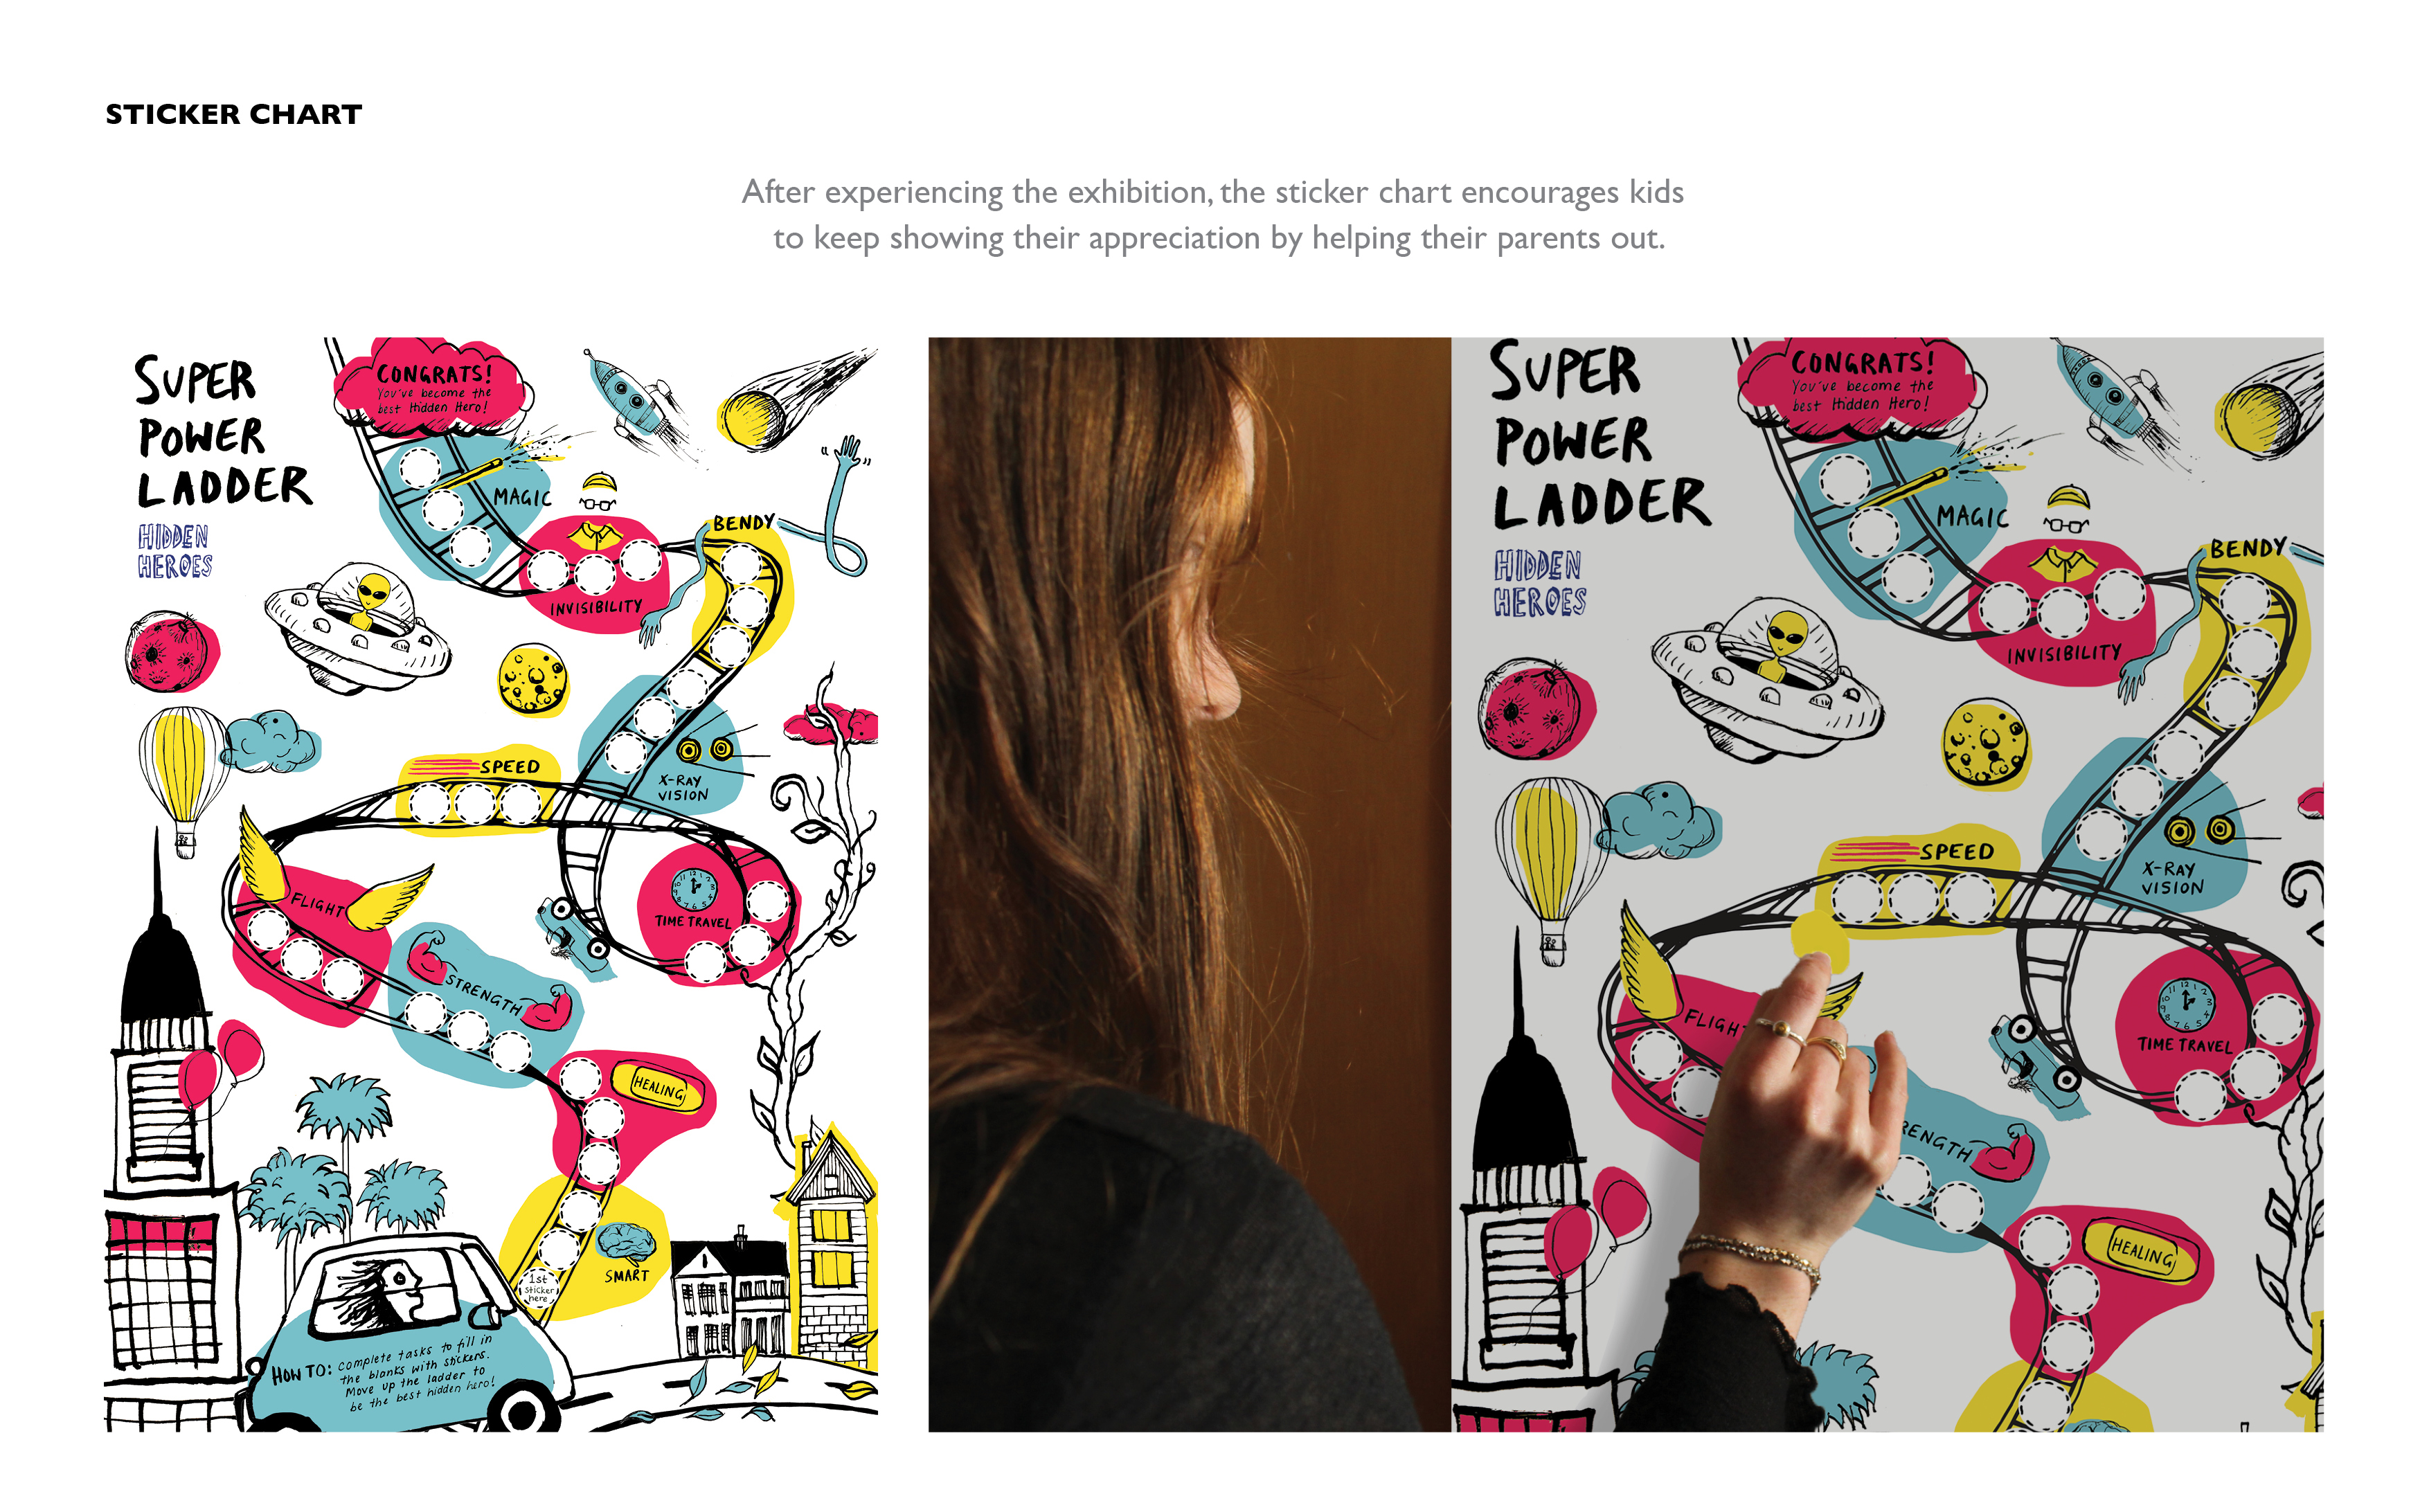 STICKER CHART
After experiencing the exhibition, the sticker chart encourages kids
to keep showing their appreciation by helping their parents out.
SUPER
POWER
LADDER
HIDDEN
HEROES
CONGRATS!
You've become the
best Hidden Hero!
MAGIC
INVISIBILITY
BENDY
X-RAY
VISION
SPEED
TIME TRAVEL
FLIGHT
STRENGTH
HEALING
SMART
1st
sticker
here
HOW TO: complete tasks to fill in
the blanks with stickers.
Move up the ladder to
be the best hidden hero!
SUPER
POWER
LADDER
HIDDEN
HEROES
CONGRATS!
You've become the
best Hidden Hero!
MAGIC
INVISIBILITY
BENDY
X-RAY
VISION
SPEED
TIME TRAVEL
FLIGHT
RENGTH
HEALING